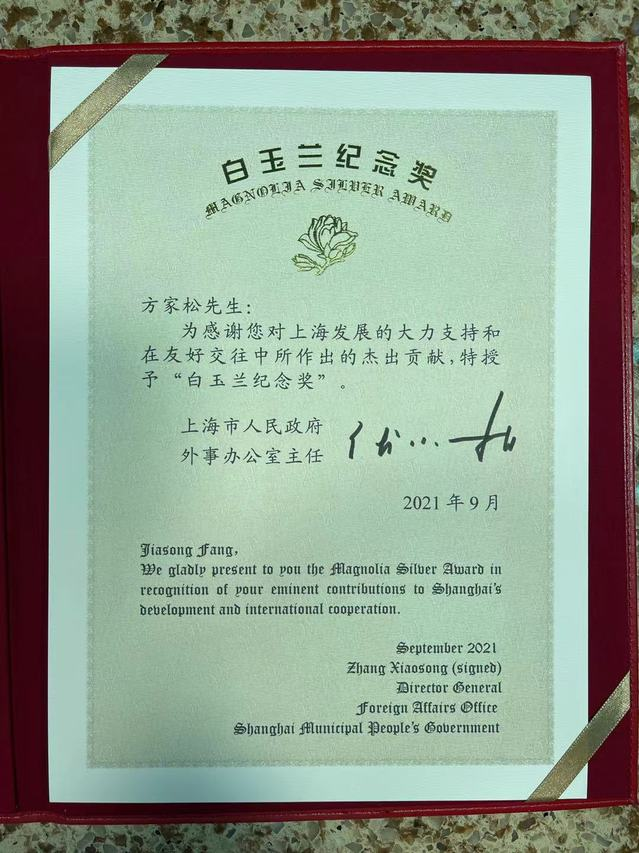 白玉兰纪念奖
MAGNOLIA SILVER AWARD
方家松先生：
为感谢您对上海发展的大力支持和
在友好交往中所作出的杰出贡献，特授
予“白玉兰纪念奖”。
上海市人民政府
外事办公室主任
2021年9月
Jiasong Fang,
We gladly present to you the Magnolia Silver Award in
recognition of your eminent contributions to Shanghai's
development and international cooperation.
September 2021
Zhang Xiaosong (signed)
Director General
Foreign Affairs Office
Shanghai Municipal People's Government